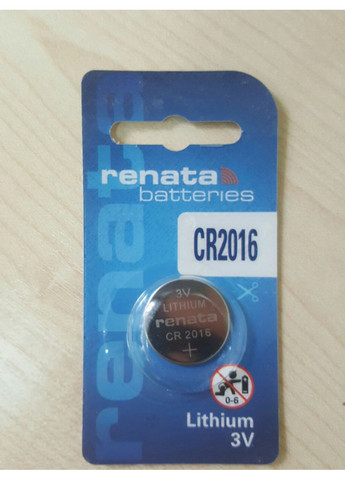 renata
batteries
CR2016
renata
3V
LITHIUM
renata
CR 2016
+
0-6
Lithium
3V